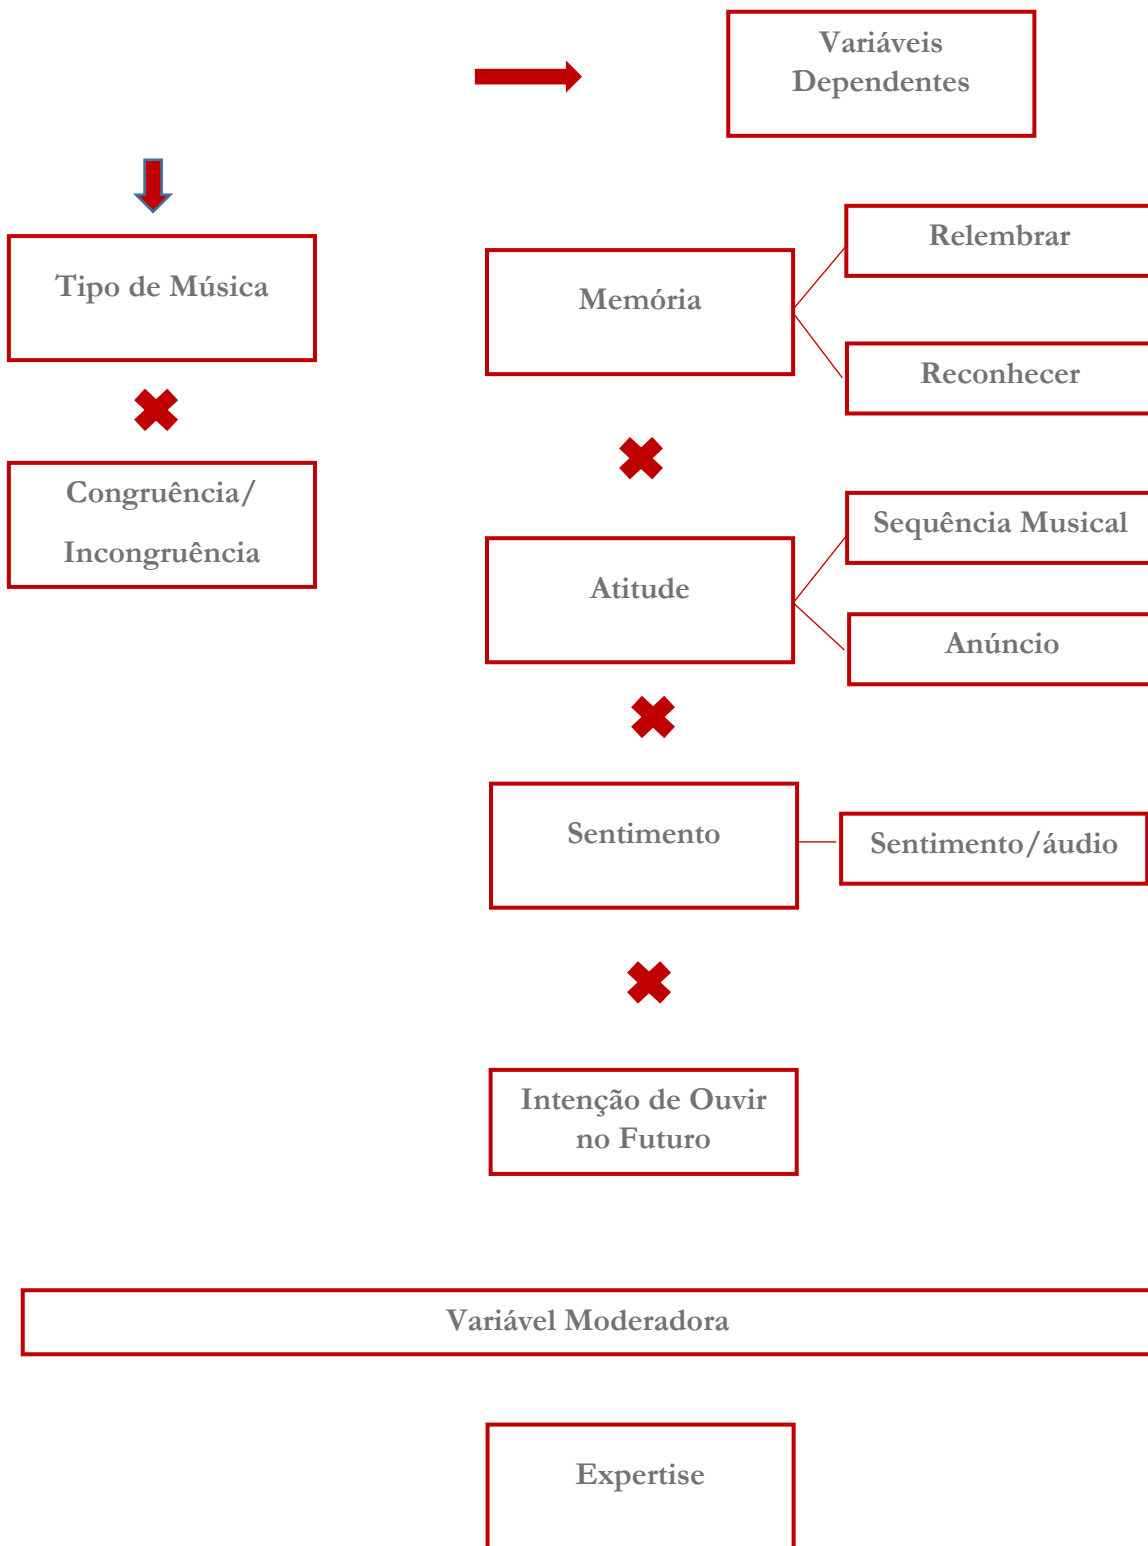 Variáveis
Dependentes
Tipo de Música
Congruência/
Incongruência
Memória
Relembrar
Reconhecer
Atitude
Sequência Musical
Anúncio
Sentimento
Sentimento/áudio
Intenção de Ouvir
no Futuro
Variável Moderadora
Expertise